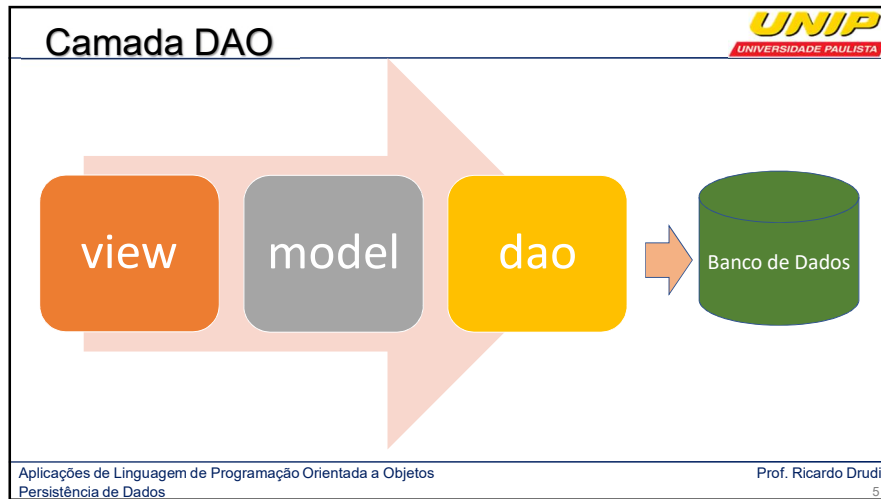 Camada DAO
UNIP
UNIVERSIDADE PAULISTA
view
model
dao
Banco de Dados
Aplicações de Linguagem de Programação Orientada a Objetos
Prof. Ricardo Drudi
Persistência de Dados
5